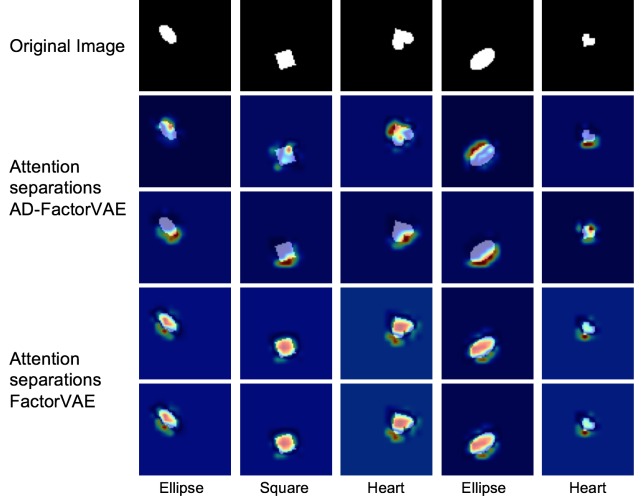 Original Image
Attention
separations
AD-FactorVAE
Attention
separations
FactorVAE
Ellipse Square Heart Ellipse Heart